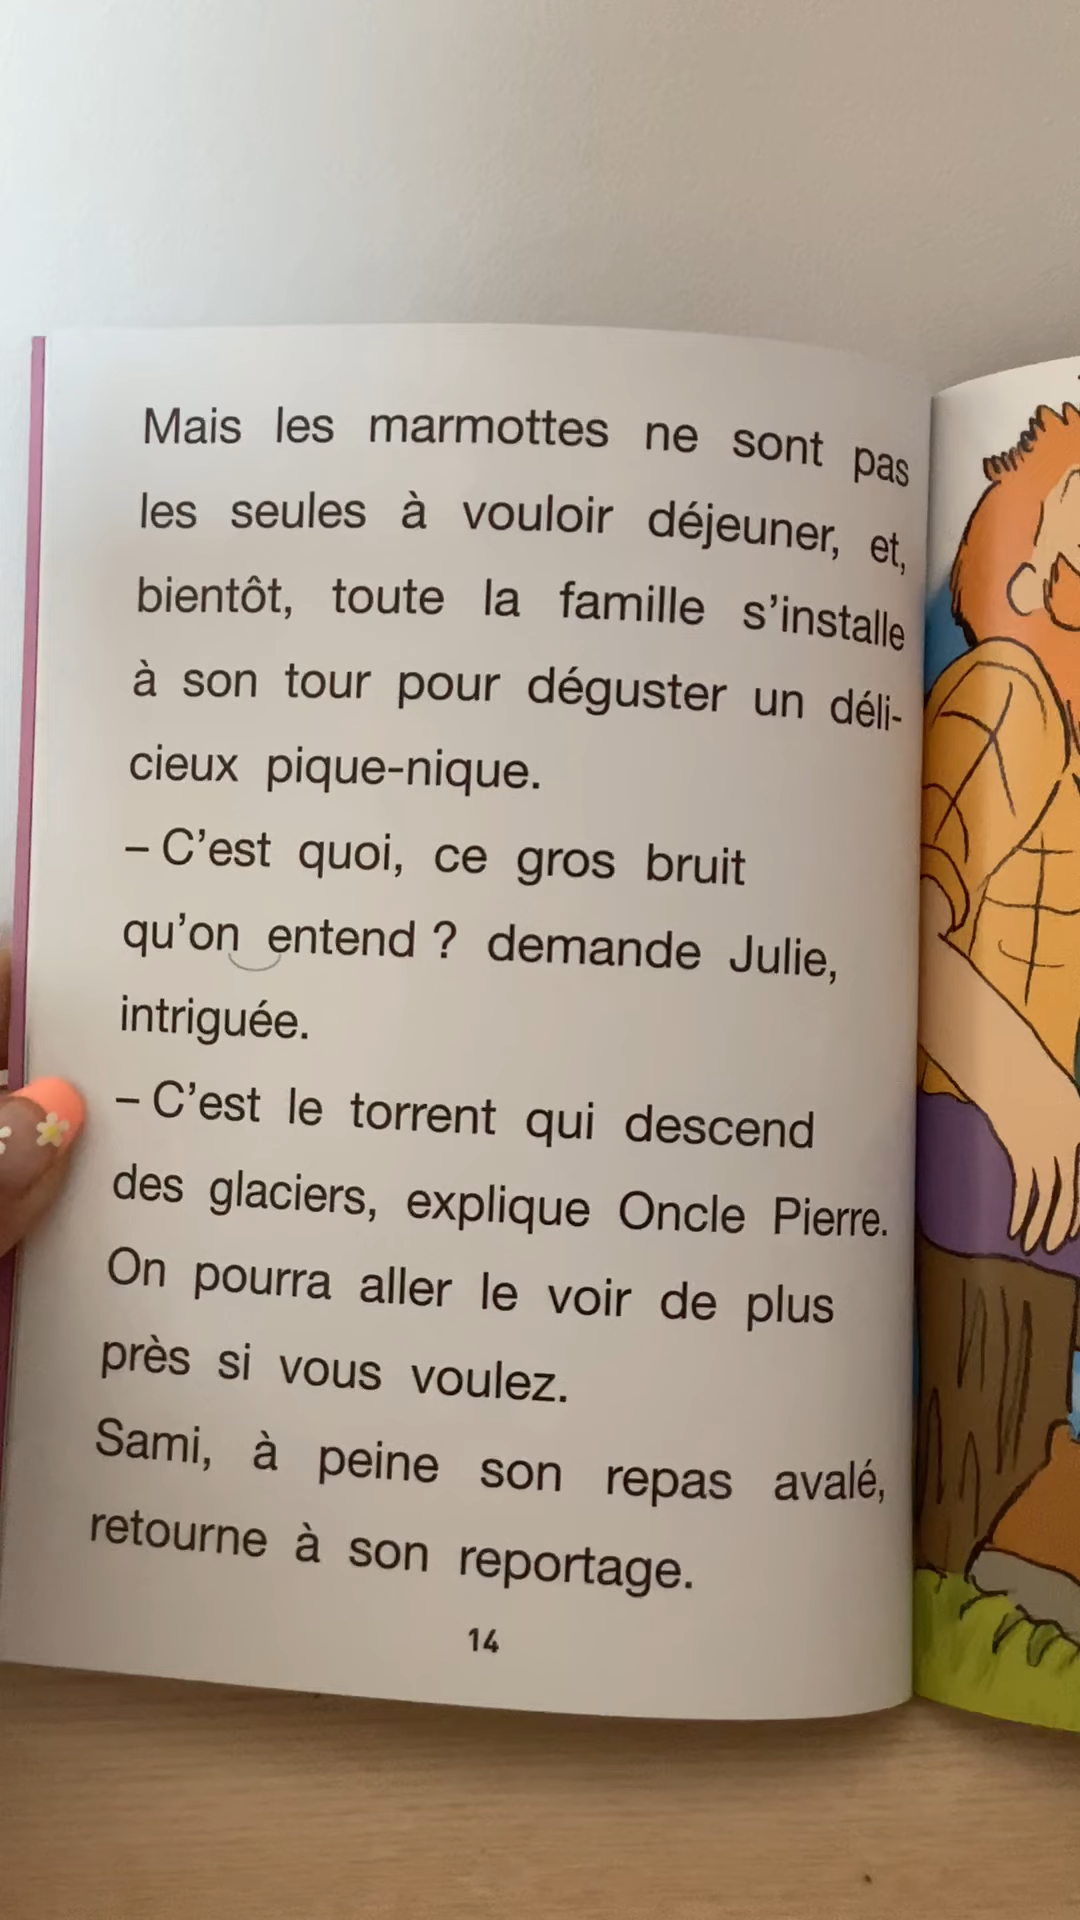 Mais les marmottes ne sont pas
les seules à vouloir déjeuner, et,
bientôt, toute la famille s'installe
à son tour pour déguster un déli-
cieux pique-nique.
– C'est quoi, ce gros bruit
qu'on entend ? demande Julie,
intriguée.
– C'est le torrent qui descend
des glaciers, explique Oncle Pierre.
On pourra aller le voir de plus
près si vous voulez.
Sami, à peine son repas avalé,
retourne à son reportage.
14